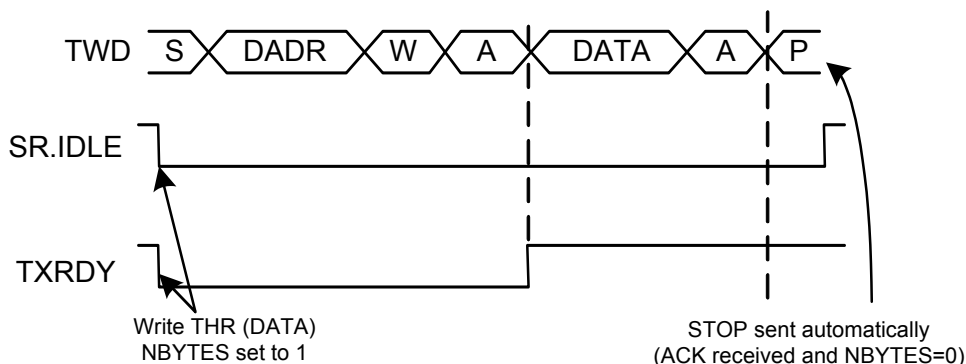 TWD S DADR W A DATA A P
SR.IDLE
TXRDY
Write THR (DATA)
NBYTES set to 1
STOP sent automatically
(ACK received and NBYTES=0)